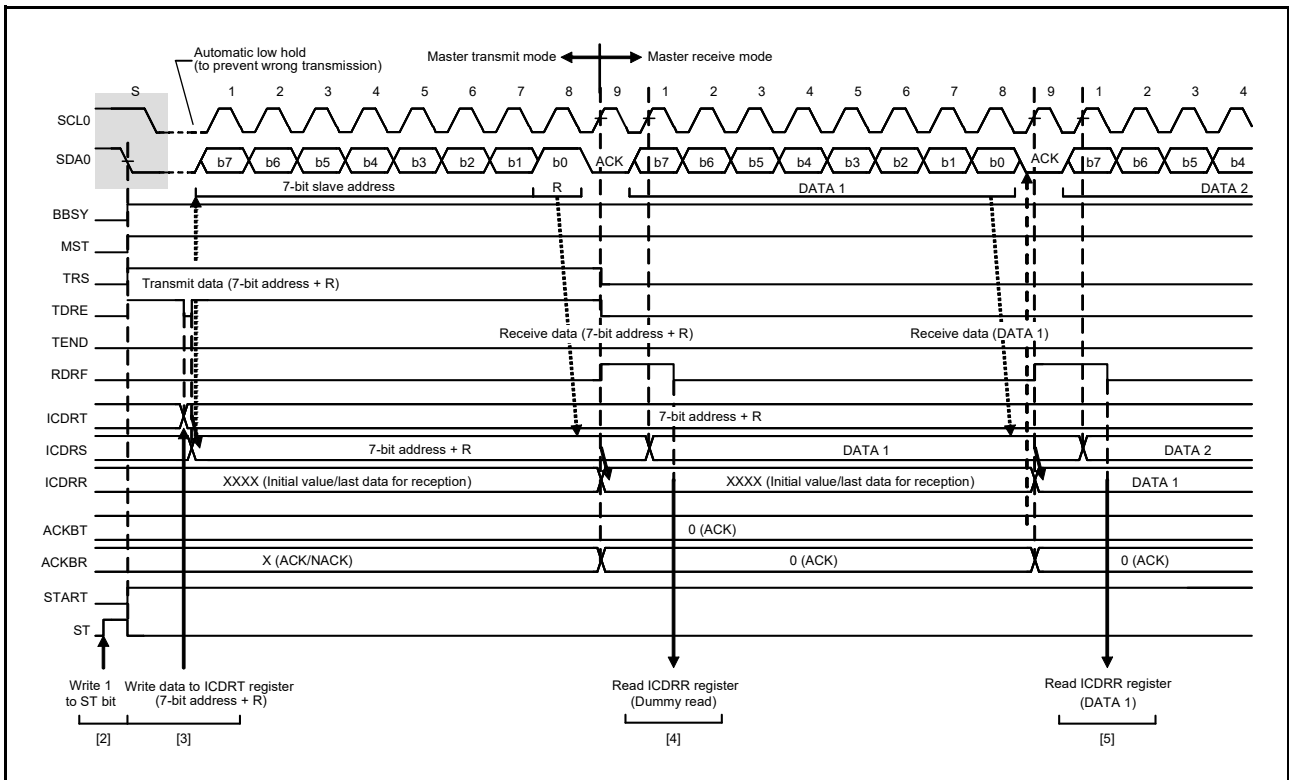 Automatic low hold
(to prevent wrong transmission)
Master transmit mode Master receive mode
S 1 2 3 4 5 6 7 8 9 1 2 3 4 5 6 7 8 9 1 2 3 4
SCL0
SDA0 b7 b6 b5 b4 b3 b2 b1 b0 ACK b7 b6 b5 b4 b3 b2 b1 b0 ACK b7 b6 b5 b4
7-bit slave address R DATA 1 DATA 2
BBSY
MST
TRS
Transmit data (7-bit address + R)
TDRE
Receive data (7-bit address + R) Receive data (DATA 1)
TEND
RDRF
ICDRT 7-bit address + R
ICDRS 7-bit address + R DATA 1 DATA 2
ICDRR XXXX (Initial value/last data for reception) XXXX (Initial value/last data for reception) DATA 1
ACKBT 0 (ACK)
ACKBR X (ACK/NACK) 0 (ACK) 0 (ACK)
START
ST
Write 1 Write data to ICDRT register Read ICDRR register Read ICDRR register
to ST bit (7-bit address + R) (Dummy read) (DATA 1)
[2] [3] [4] [5]